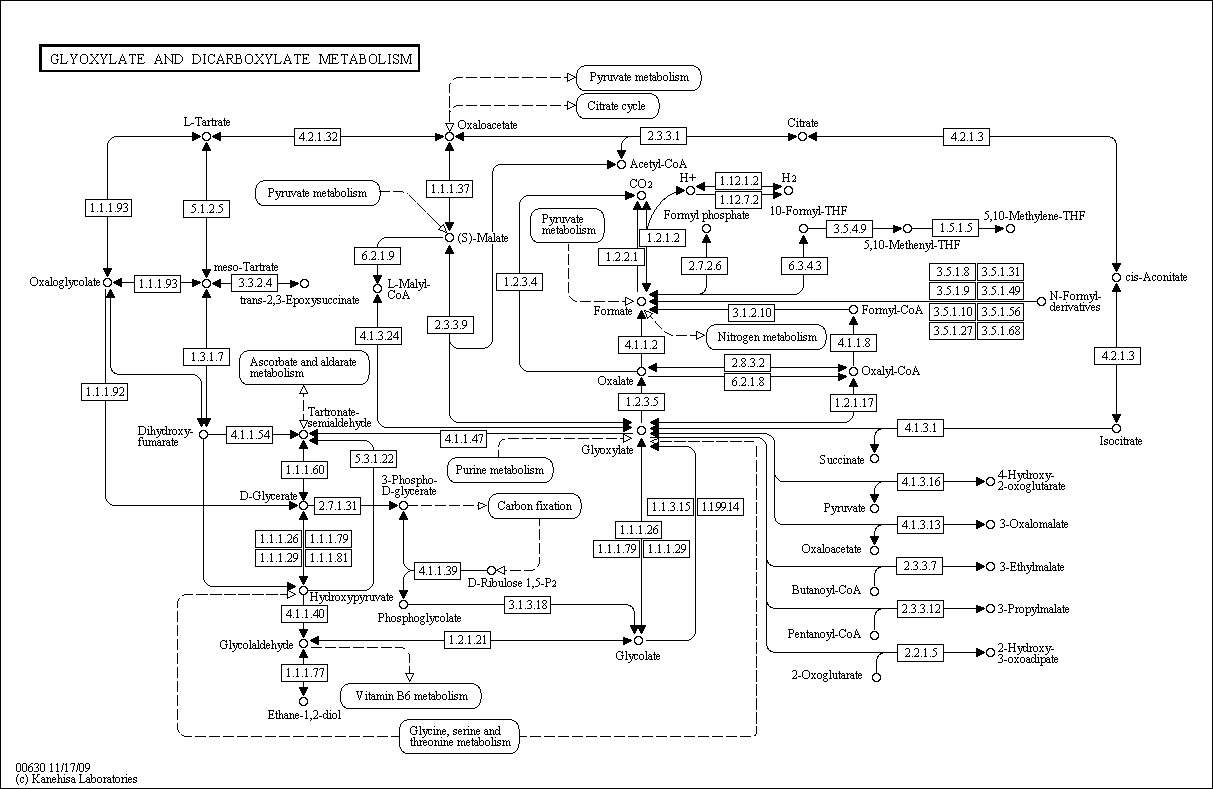 GLYOXYLATE AND DICARBOXYLATE METABOLISM
Pyruvate metabolism
Citrate cycle
L-Tartrate
4.2.1.32
Oxaloacetate
2.3.3.1
Citrate
4.2.1.3
Acetyl-CoA
Pyruvate metabolism
1.1.1.37
CO2
H+
1.12.1.2
H2
1.12.7.2
1.1.1.93
5.1.2.5
Pyruvate
metabolism
Formyl phosphate
10-Formyl-THF
5,10-Methylene-THF
(S)-Malate
1.2.1.2
3.5.4.9
1.5.1.5
5,10-Methenyl-THF
6.2.1.9
1.2.2.1
2.7.2.6
6.3.4.3
meso-Tartrate
Oxaloglycolate
1.1.1.93
3.3.2.4
trans-2,3-Epoxysuccinate
L-Malyl-
CoA
1.2.3.4
3.5.1.8
3.5.1.31
3.5.1.9
3.5.1.49
3.5.1.10
3.5.1.56
3.5.1.27
3.5.1.68
cis-Aconitate
N-Formyl-
derivatives
Formate
3.1.2.10
Formyl-CoA
2.3.3.9
4.1.3.24
Nitrogen metabolism
4.1.1.2
4.1.1.8
1.3.1.7
Ascorbate and aldarate
metabolism
2.8.3.2
6.2.1.8
Oxalate
Oxalyl-CoA
4.2.1.3
1.1.1.92
1.2.3.5
1.2.1.17
Tartronate-
semialdehyde
Dihydroxy-
fumarate
4.1.1.54
4.1.1.47
Glyoxylate
4.1.3.1
Isocitrate
5.3.1.22
1.1.1.60
Purine metabolism
Succinate
3-Phospho-
D-glycerate
D-Glycerate
2.7.1.31
Carbon fixation
4.1.3.16
4-Hydroxy-
2-oxoglutarate
Pyruvate
1.1.3.15
1.1.99.14
1.1.1.26
1.1.1.79
1.1.1.29
4.1.3.13
3-Oxalomalate
1.1.1.26
1.1.1.79
1.1.1.29
1.1.1.81
Oxaloacetate
4.1.1.39
D-Ribulose 1,5-P2
2.3.3.7
3-Ethylmalate
Butanoyl-CoA
Hydroxypyruvate
4.1.1.40
Phosphoglycolate
3.1.3.18
2.3.3.12
3-Propylmalate
Pentanoyl-CoA
Glycolaldehyde
1.2.1.21
Glycolate
2.2.1.5
2-Hydroxy-
3-oxoadipate
2-Oxoglutarate
1.1.1.77
Vitamin B6 metabolism
Ethane-1,2-diol
Glycine, serine and
threonine metabolism
00630 11/17/09
(c) Kanehisa Laboratories